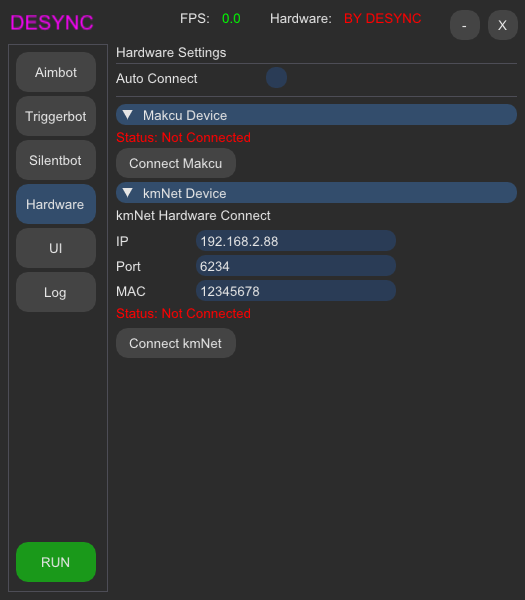 DESYNC FPS: 0.0 Hardware: BY DESYNC - X
Aimbot
Triggerbot
Silentbot
Hardware
UI
Log
RUN
Hardware Settings
Auto Connect
Makcu Device
Status: Not Connected
Connect Makcu
kmNet Device
kmNet Hardware Connect
IP 192.168.2.88
Port 6234
MAC 12345678
Status: Not Connected
Connect kmNet